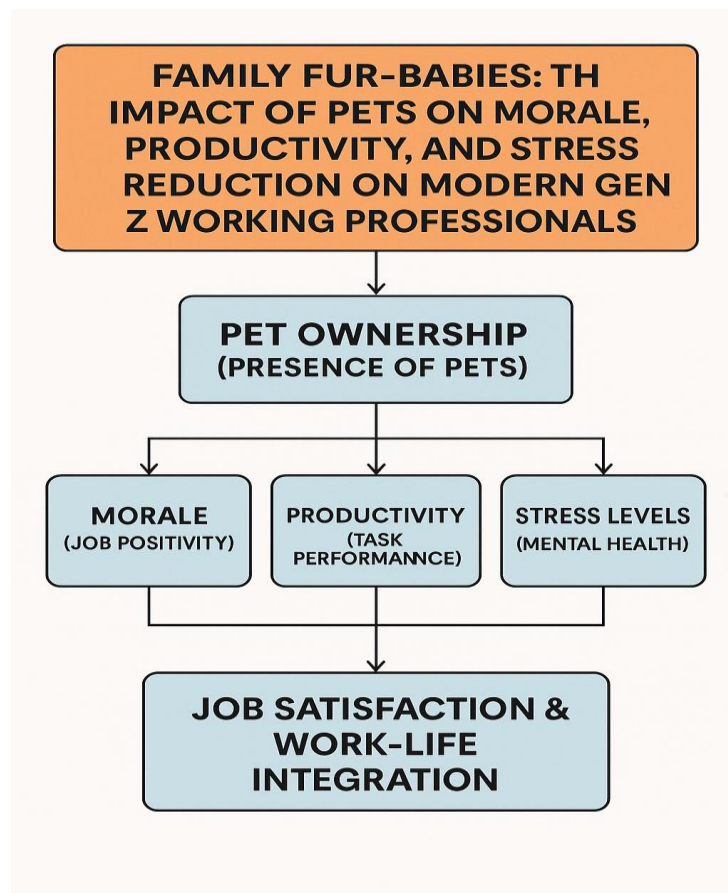 FAMILY FUR-BABIES: TH
IMPACT OF PETS ON MORALE,
PRODUCTIVITY, AND STRESS
REDUCTION ON MODERN GEN
Z WORKING PROFESSIONALS
PET OWNERSHIP
(PRESENCE OF PETS)
MORALE
(JOB POSITIVITY)
PRODUCTIVITY
(TASK
PERFORMANNCE)
STRESS LEVELS
(MENTAL HEALTH)
JOB SATISFACTION &
WORK-LIFE
INTEGRATION